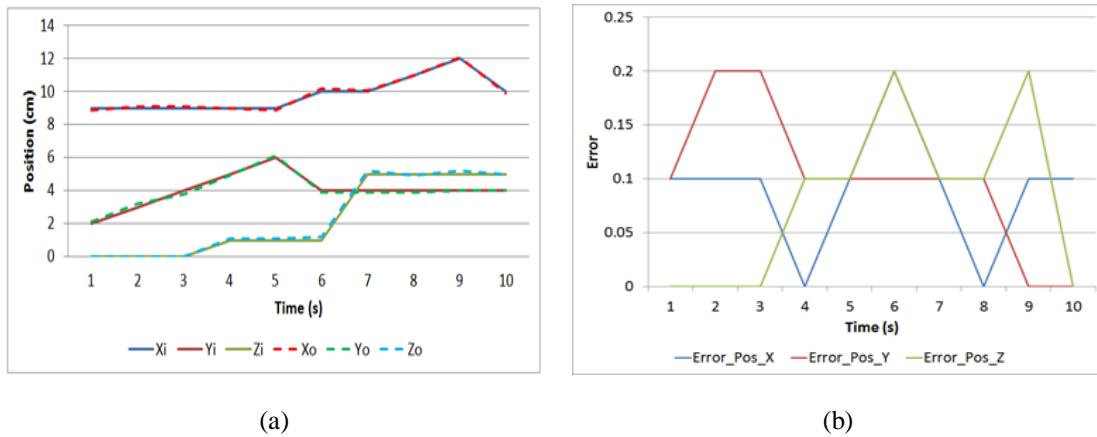 14
12
10
8
6
4
2
0
Position (cm)
1 2 3 4 5 6 7 8 9 10
Time (s)
Xi Yi Zi Xo Yo Zo
(a)
0.25
0.2
0.15
0.1
0.05
0
Error
1 2 3 4 5 6 7 8 9 10
Time (s)
Error_Pos_X Error_Pos_Y Error_Pos_Z
(b)